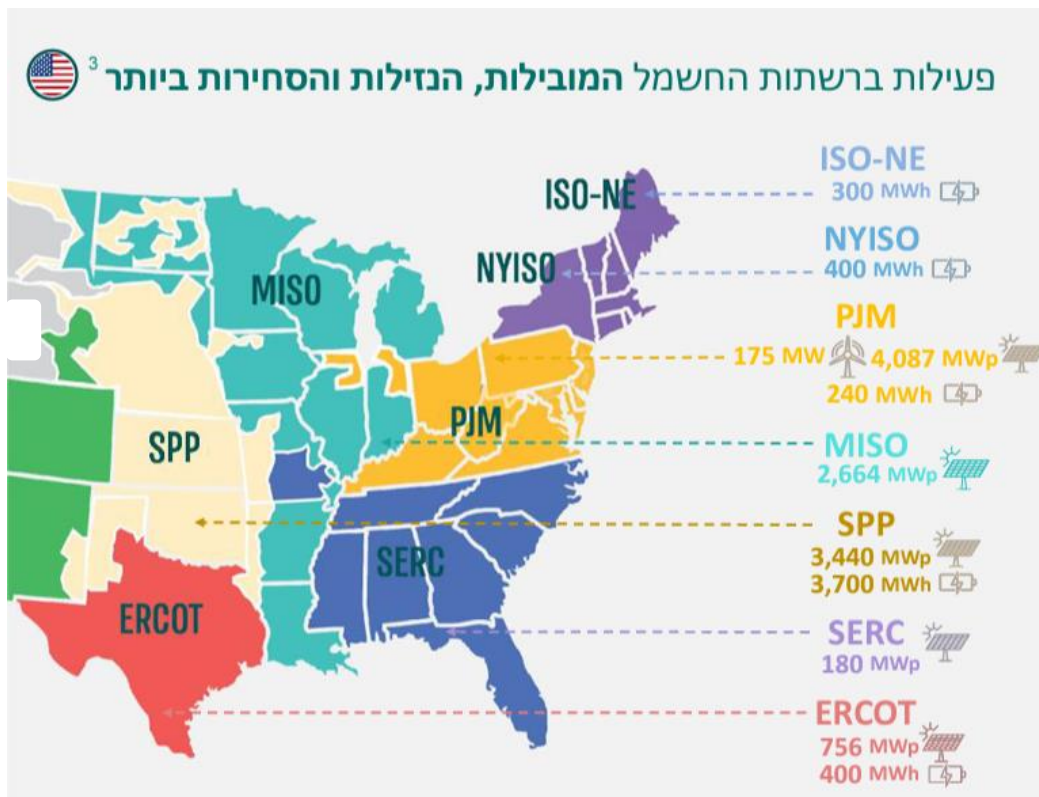 פעילות ברשתות החשמל המובילות, הנזילות והסחירות ביותר 3
ISO-NE
NYISO
MISO
PJM
SPP
SERC
ERCOT
ISO-NE
300 MWh
NYISO
400 MWh
PJM
175 MW 4,087 MWp
240 MWh
MISO
2,664 MWp
SPP
3,440 MWp
3,700 MWh
SERC
180 MWp
ERCOT
756 MWp
400 MWh